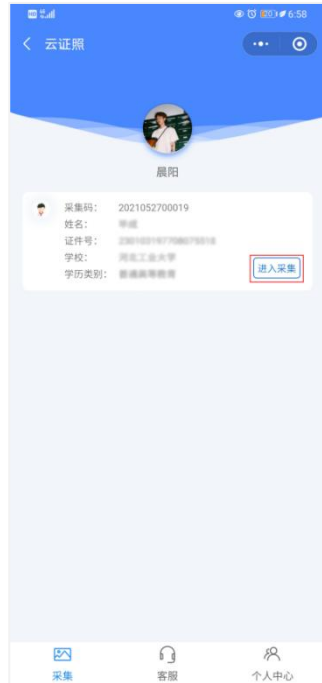 HD 6:58
云证照
晨阳
采集码： 2021052700019
姓名：
证件号：
学校：
学历类别：
进入采集
采集 客服 个人中心